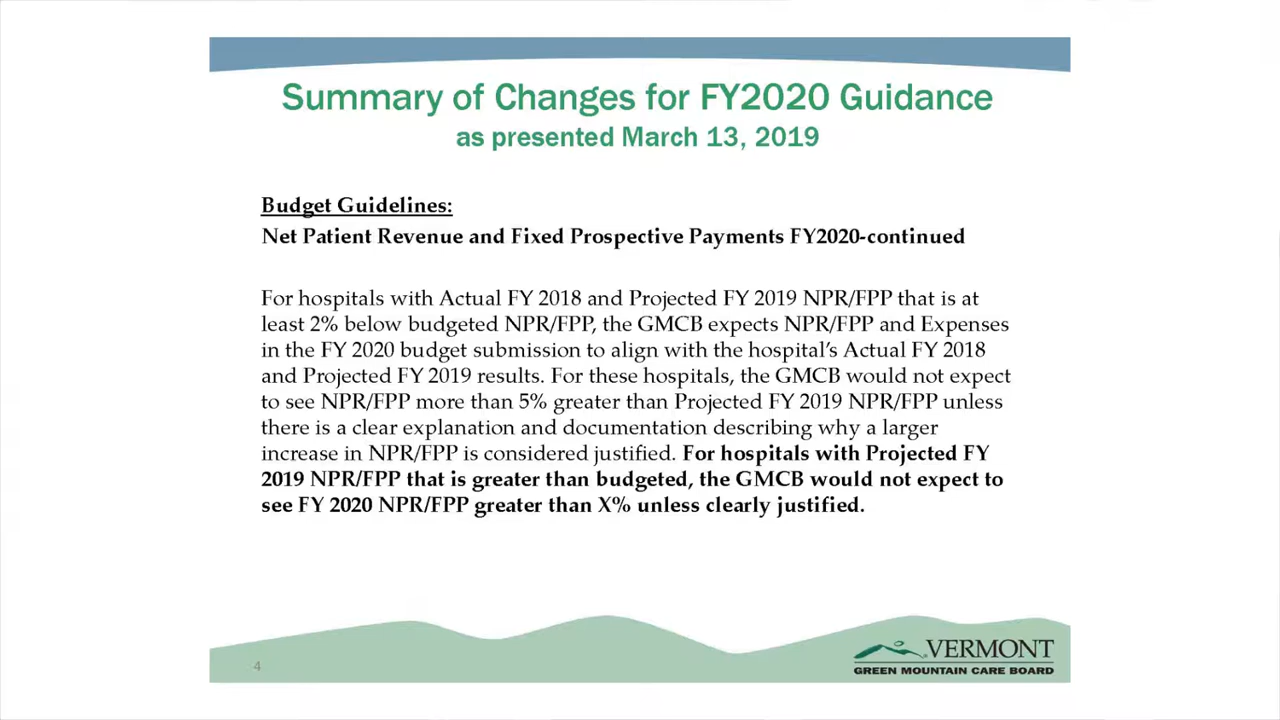 Summary of Changes for FY2020 Guidance
as presented March 13, 2019
Budget Guidelines:
Net Patient Revenue and Fixed Prospective Payments FY2020-continued
For hospitals with Actual FY 2018 and Projected FY 2019 NPR/FPP that is at
least 2% below budgeted NPR/FPP, the GMCB expects NPR/FPP and Expenses
in the FY 2020 budget submission to align with the hospital's Actual FY 2018
and Projected FY 2019 results. For these hospitals, the GMCB would not expect
to see NPR/FPP more than 5% greater than Projected FY 2019 NPR/FPP unless
there is a clear explanation and documentation describing why a larger
increase in NPR/FPP is considered justified. For hospitals with Projected FY
2019 NPR/FPP that is greater than budgeted, the GMCB would not expect to
see FY 2020 NPR/FPP greater than X% unless clearly justified.
4
VERMONT
GREEN MOUNTAIN CARE BOARD